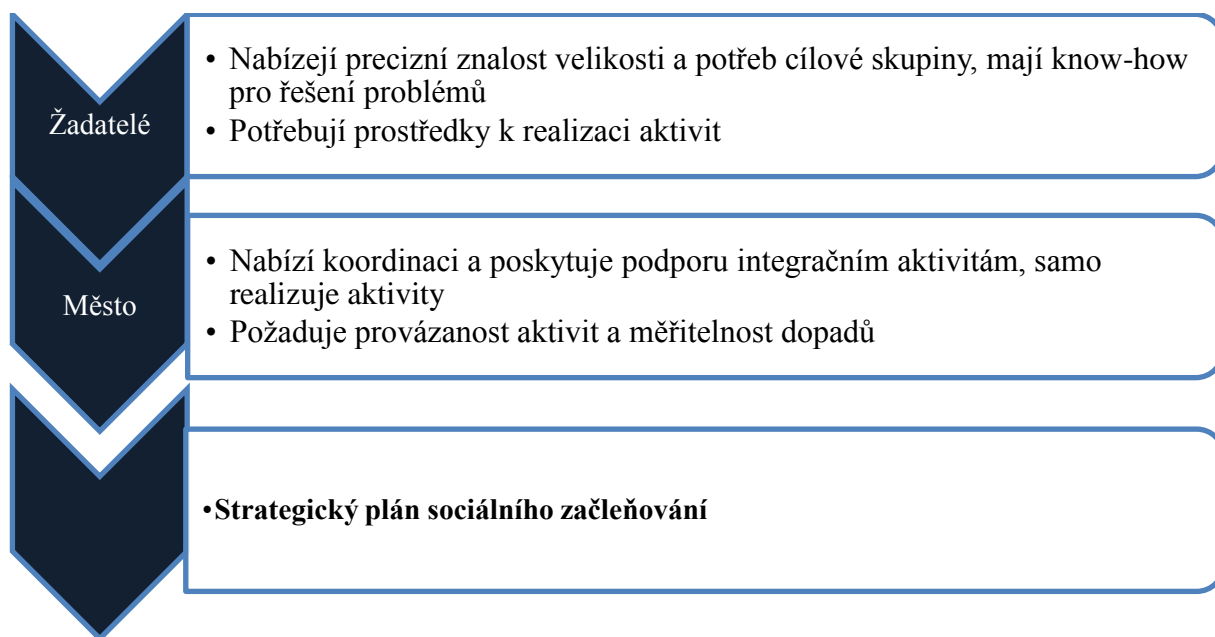 • Nabízejí precizní znalost velikosti a potřeb cílové skupiny, mají know-how
pro řešení problémů
Žadatelé
• Potřebují prostředky k realizaci aktivit
• Nabízí koordinaci a poskytuje podporu integračním aktivitám, samo
realizuje aktivity
Město
• Požaduje provázanost aktivit a měřitelnost dopadů
•Strategický plán sociálního začleňování